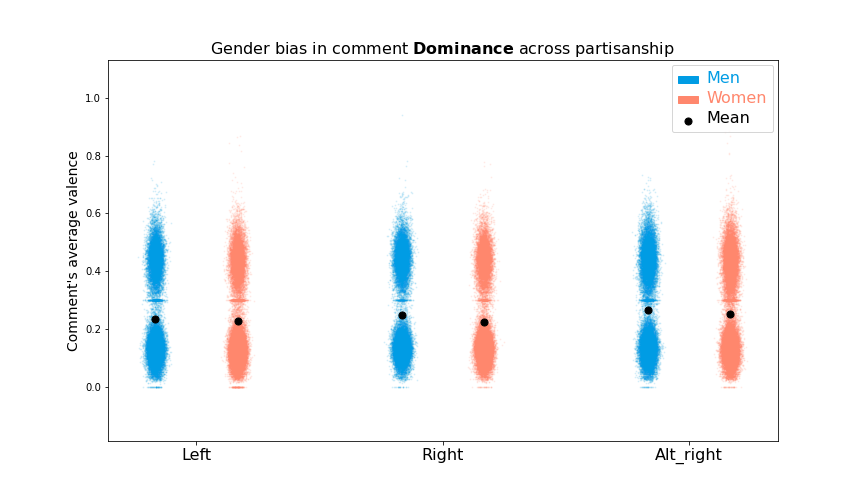 Gender bias in comment Dominance across partisanship
Men
Women
Mean
Comment's average valence
1.0
0.8
0.6
0.4
0.2
0.0
Left
Right
Alt_right